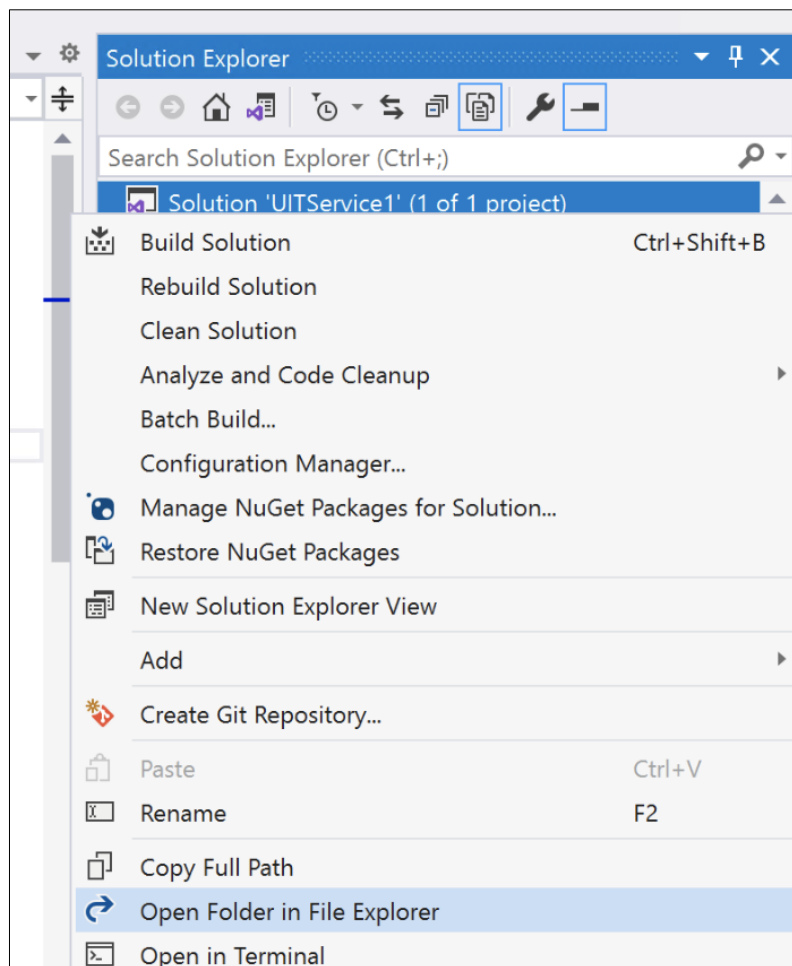 Solution Explorer
Search Solution Explorer (Ctrl+;)
Solution 'UITService1' (1 of 1 project)
Build Solution Ctrl+Shift+B
Rebuild Solution
Clean Solution
Analyze and Code Cleanup
Batch Build...
Configuration Manager...
Manage NuGet Packages for Solution...
Restore NuGet Packages
New Solution Explorer View
Add
Create Git Repository...
Paste Ctrl+V
Rename F2
Copy Full Path
Open Folder in File Explorer
Open in Terminal